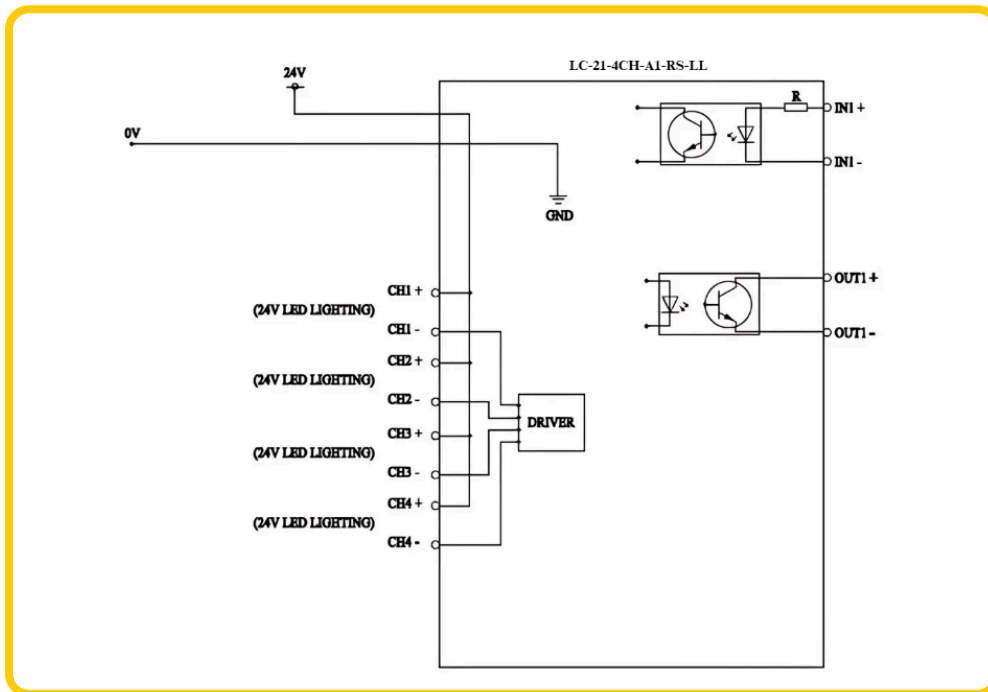 LC-21-4CH-A1-RS-LL
24V
R
IN1 +
0V
IN1 -
GND
OUT1 +
CH1 +
(24V LED LIGHTING)
CH1 -
OUT1 -
CH2 +
(24V LED LIGHTING)
CH2 -
DRIVER
CH3 +
(24V LED LIGHTING)
CH3 -
CH4 +
(24V LED LIGHTING)
CH4 -